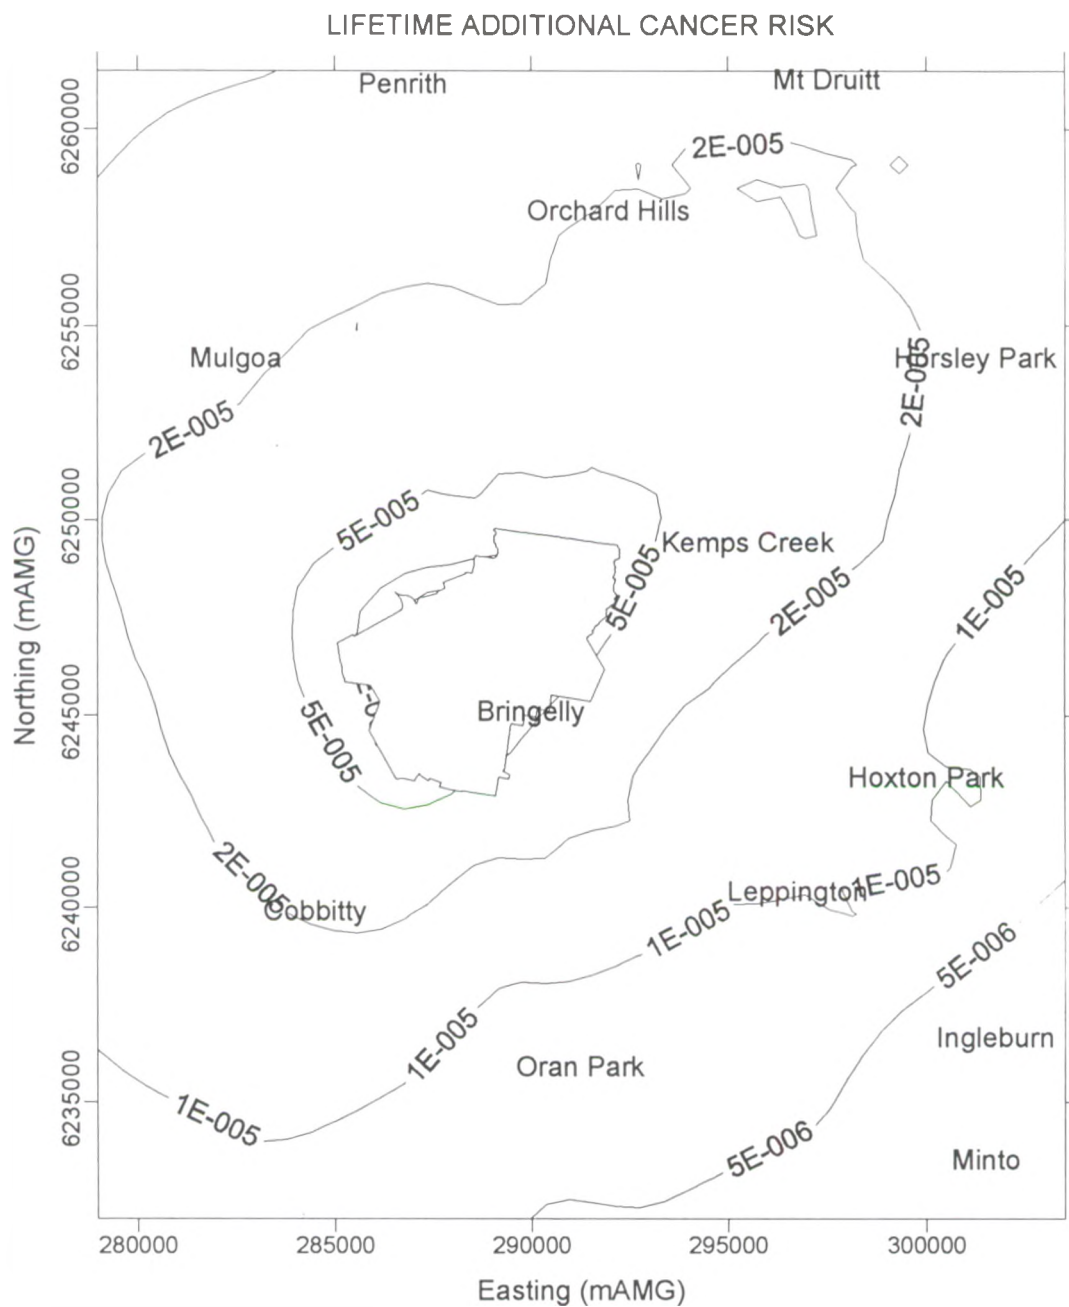 LIFETIME ADDITIONAL CANCER RISK
Penrith
Mt Druitt
6260000
2E-005
Orchard Hills
6255000
Mulgoa
Horsley Park
2E-005
2E-005
5E-005
6250000
Kemps Creek
5E-005
2E-005
1E-005
Northing (mAMG)
6245000
5E-005
Bringelly
Hoxton Park
2E-005
Cobbitty
6240000
Leppington
1E-005
1E-005
5E-006
1E-005
Ingleburn
Oran Park
6235000
1E-005
5E-006
Minto
280000
285000
290000
295000
300000
Easting (mAMG)